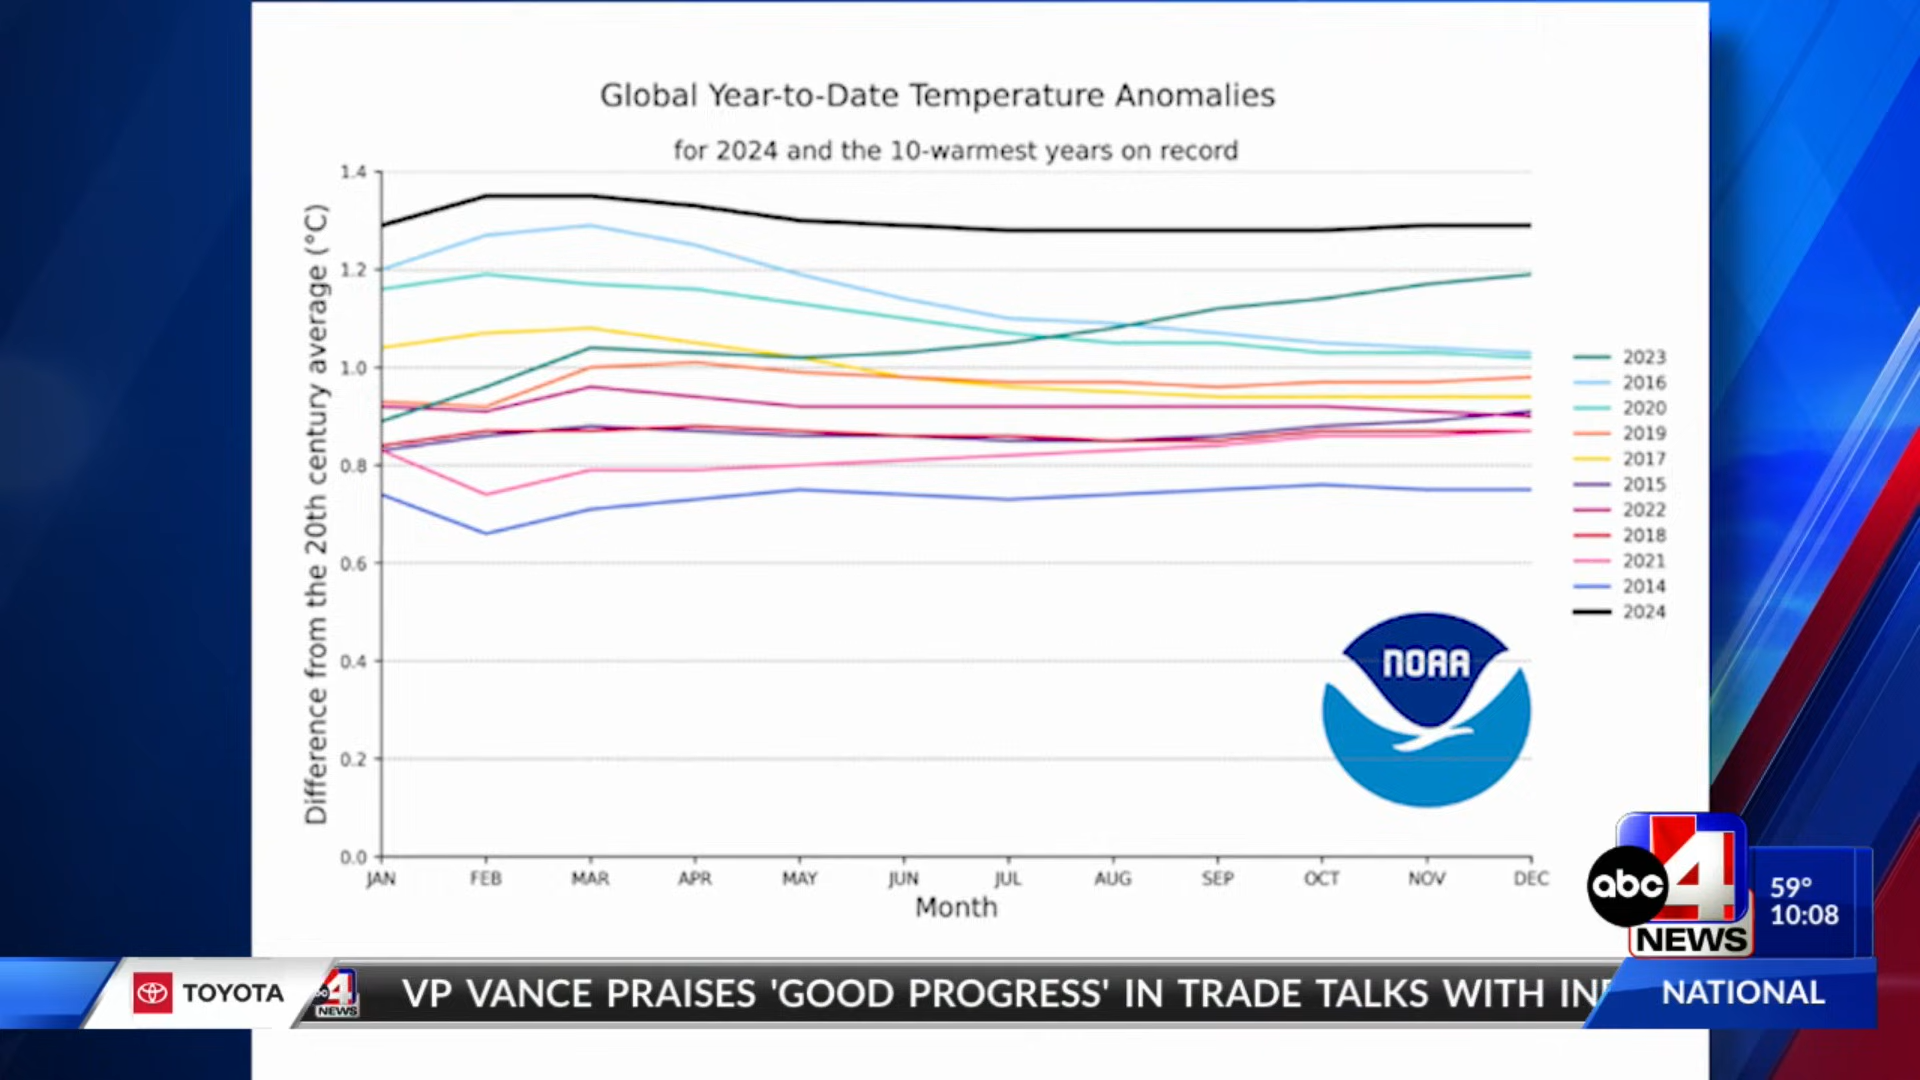 Global Year-to-Date Temperature Anomalies
for 2024 and the 10-warmest years on record
Difference from the 20th century average (°C)
1.4
1.2
1.0
0.8
0.6
0.4
0.2
0.0
JAN FEB MAR APR MAY JUN JUL AUG SEP OCT NOV DEC
Month
2023
2016
2020
2019
2017
2015
2022
2018
2021
2014
2024
NOAA
abc 4
NEWS
59°
10:08
TOYOTA
4
NEWS
VP VANCE PRAISES 'GOOD PROGRESS' IN TRADE TALKS WITH
NATIONAL